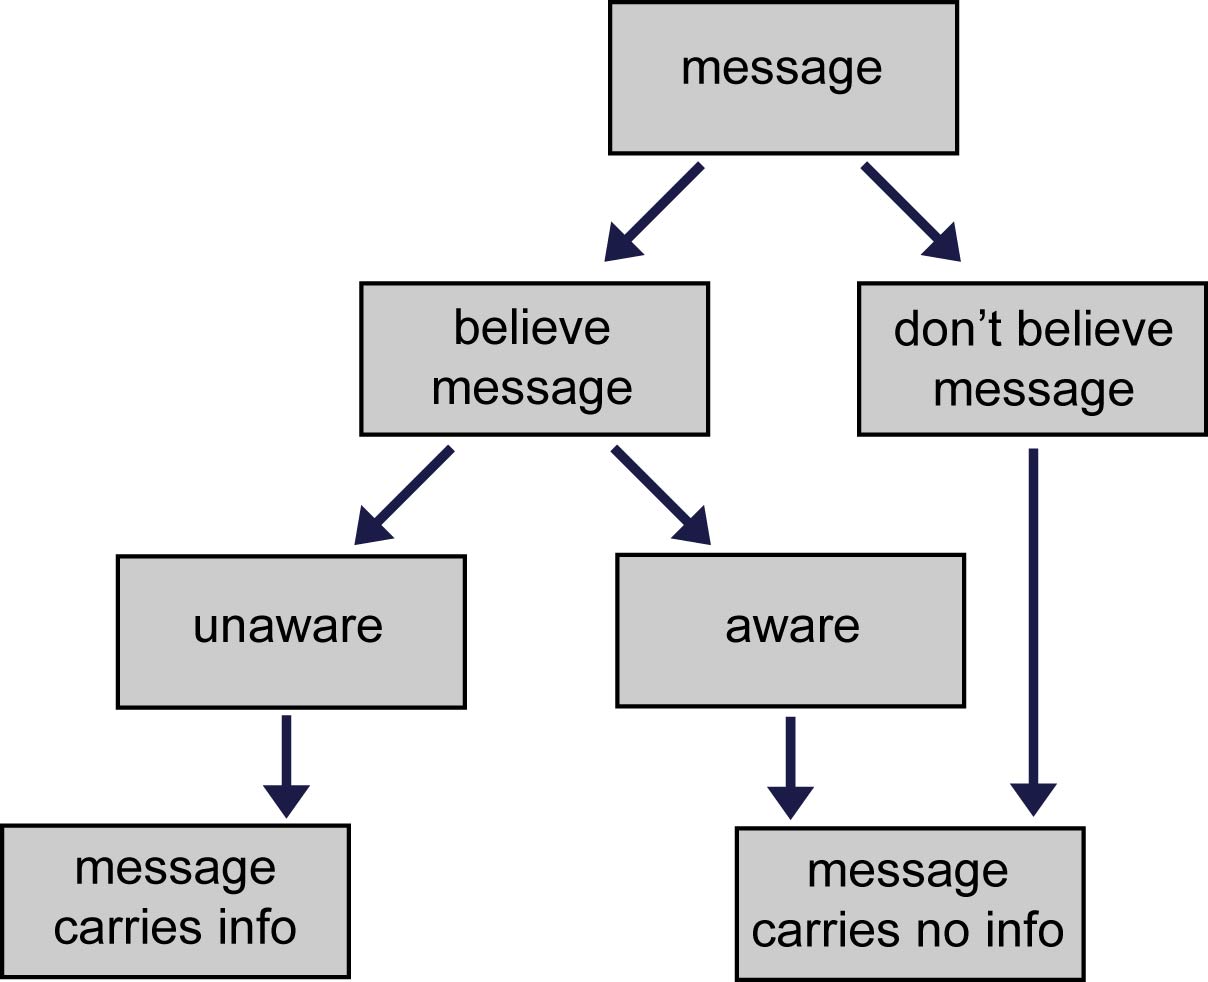 message
believe
message
don’t believe
message
unaware
aware
message
carries info
message
carries no info